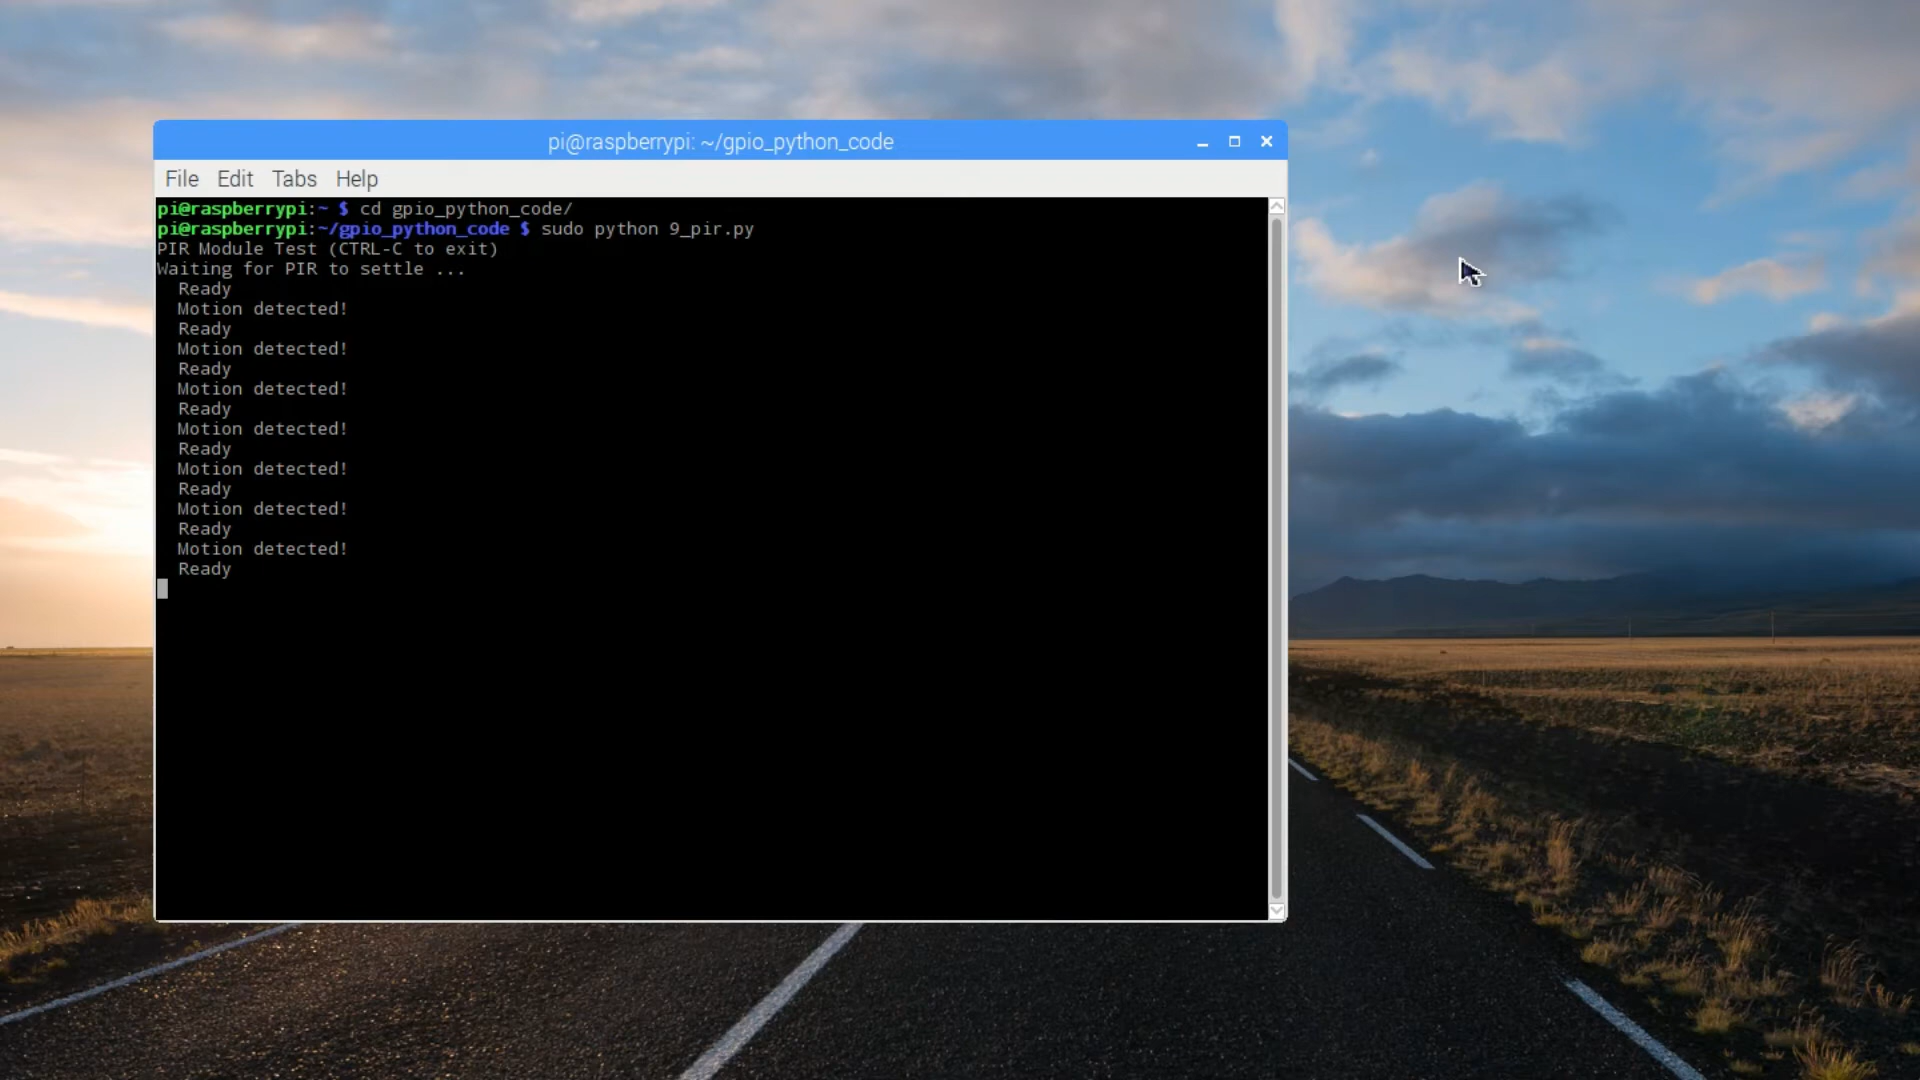 pi@raspberrypi: ~/gpio_python_code
File Edit Tabs Help
pi@raspberrypi:~ $ cd gpio_python_code/
pi@raspberrypi:~/gpio_python_code $ sudo python 9_pir.py
PIR Module Test (CTRL-C to exit)
Waiting for PIR to settle ...
Ready
Motion detected!
Ready
Motion detected!
Ready
Motion detected!
Ready
Motion detected!
Ready
Motion detected!
Ready
Motion detected!
Ready
Motion detected!
Ready